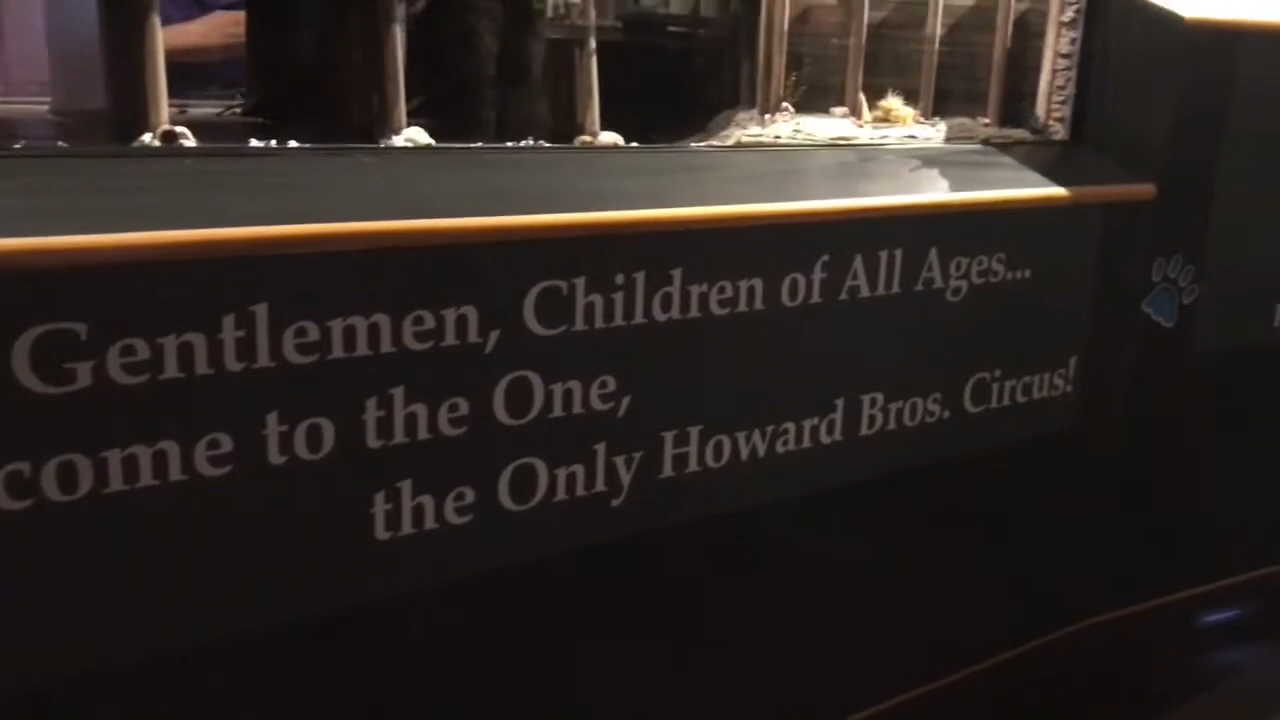 Gentlemen, Children of All Ages...
come to the One,
the Only Howard Bros. Circus!